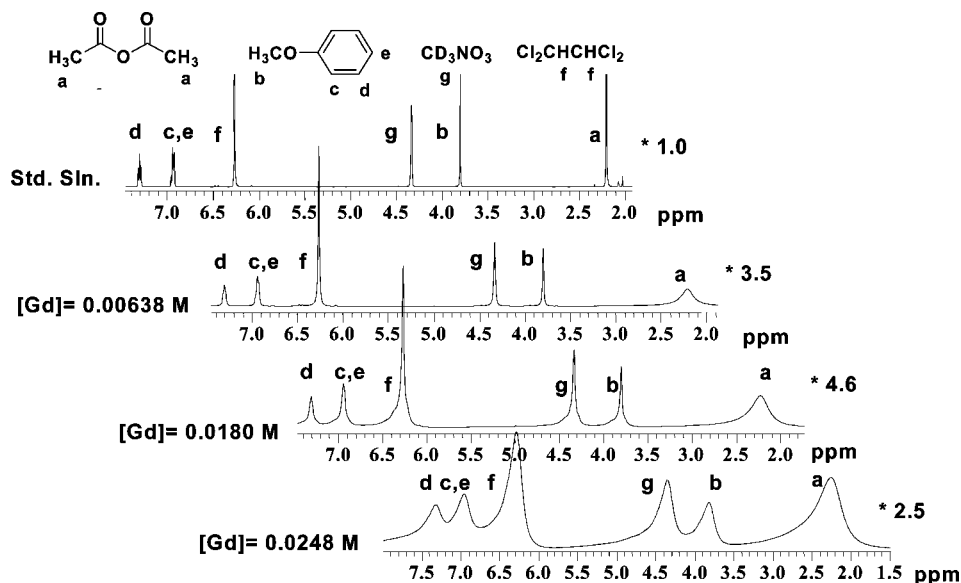 O O
H3C O CH3 H3CO e CD3NO3 Cl2CHCHCl2
a a b c d g f f
d c,e f g b a * 1.0
Std. Sln.
7.0 6.5 6.0 5.5 5.0 4.5 4.0 3.5 3.0 2.5 2.0 ppm
d c,e f g b a * 3.5
[Gd]= 0.00638 M
7.0 6.5 6.0 5.5 5.0 4.5 4.0 3.5 3.0 2.5 2.0 ppm
d c,e f g b a * 4.6
[Gd]= 0.0180 M
7.0 6.5 6.0 5.5 5.0 4.5 4.0 3.5 3.0 2.5 2.0 ppm
d c,e f g b a * 2.5
[Gd]= 0.0248 M
7.5 7.0 6.5 6.0 5.5 5.0 4.5 4.0 3.5 3.0 2.5 2.0 1.5 ppm